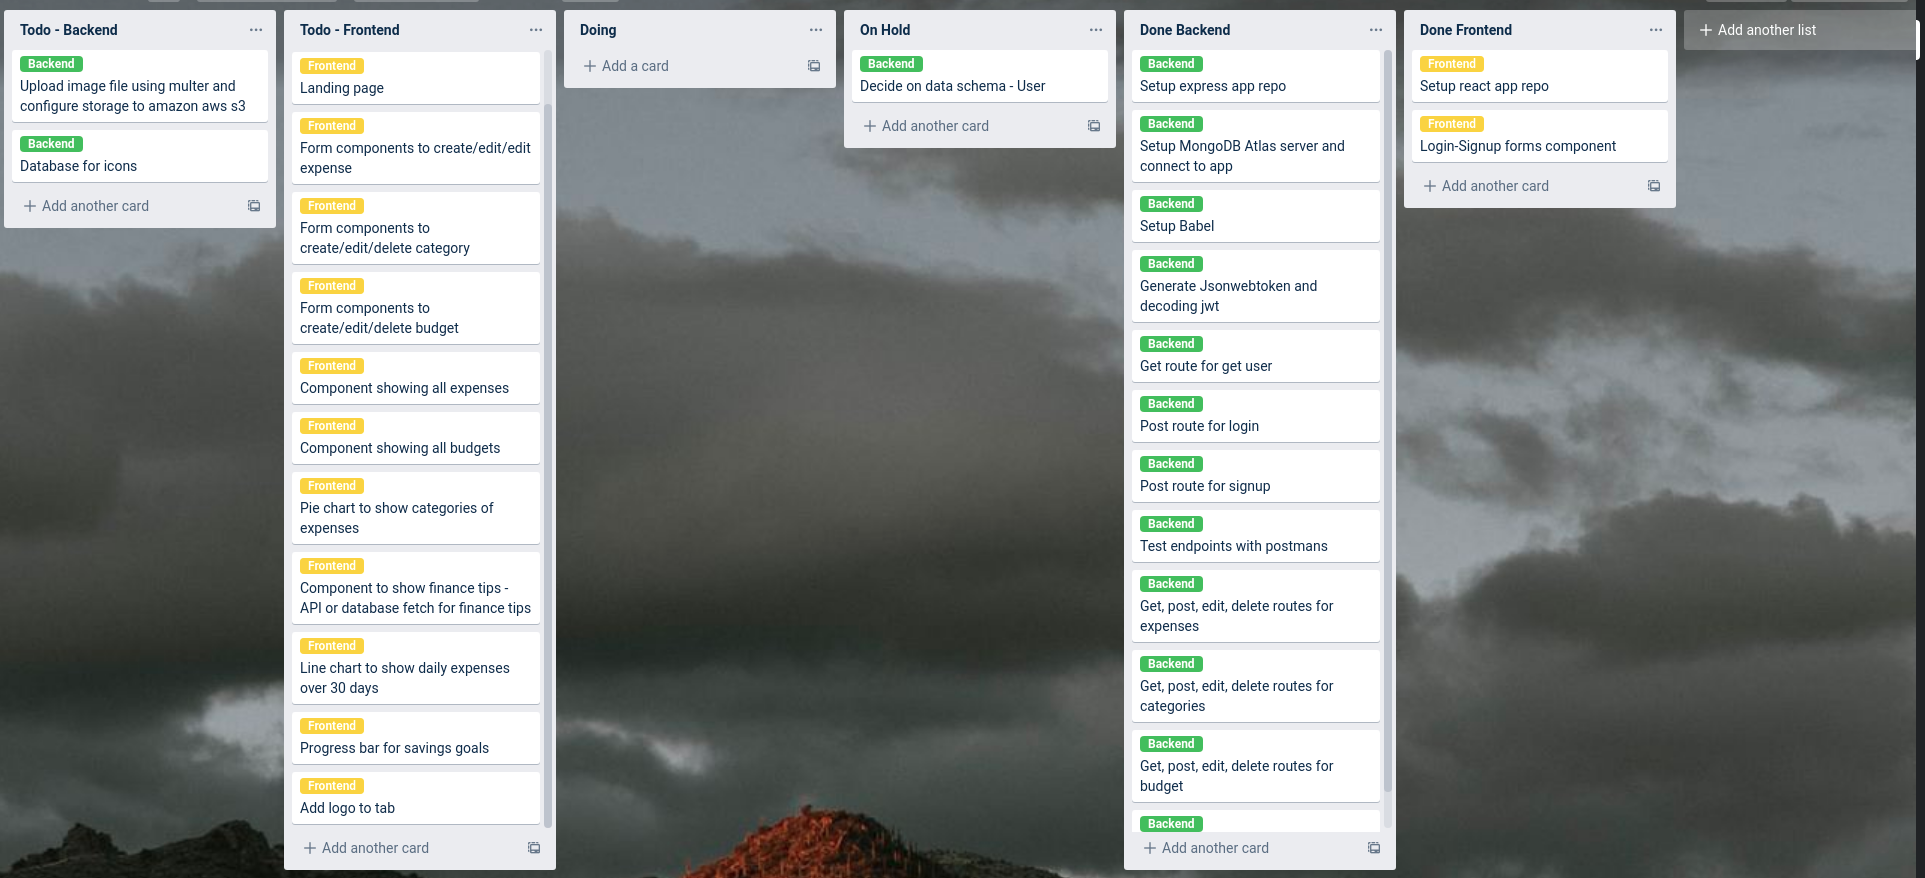 Todo - Backend
Backend
Upload image file using multer and
configure storage to amazon aws s3
Backend
Database for icons
Add another card
Todo - Frontend
Frontend
Landing page
Frontend
Form components to create/edit/edit
expense
Frontend
Form components to
create/edit/delete category
Frontend
Form components to
create/edit/delete budget
Frontend
Component showing all expenses
Frontend
Component showing all budgets
Frontend
Pie chart to show categories of
expenses
Frontend
Component to show finance tips -
API or database fetch for finance tips
Frontend
Line chart to show daily expenses
over 30 days
Frontend
Progress bar for savings goals
Frontend
Add logo to tab
Add another card
Doing
Add a card
On Hold
Backend
Decide on data schema - User
Add another card
Done Backend
Backend
Setup express app repo
Backend
Setup MongoDB Atlas server and
connect to app
Backend
Setup Babel
Backend
Generate Jsonwebtoken and
decoding jwt
Backend
Get route for get user
Backend
Post route for login
Backend
Post route for signup
Backend
Test endpoints with postmans
Backend
Get, post, edit, delete routes for
expenses
Backend
Get, post, edit, delete routes for
categories
Backend
Get, post, edit, delete routes for
budget
Backend
Add another card
Done Frontend
Frontend
Setup react app repo
Frontend
Login-Signup forms component
Add another card
Add another list